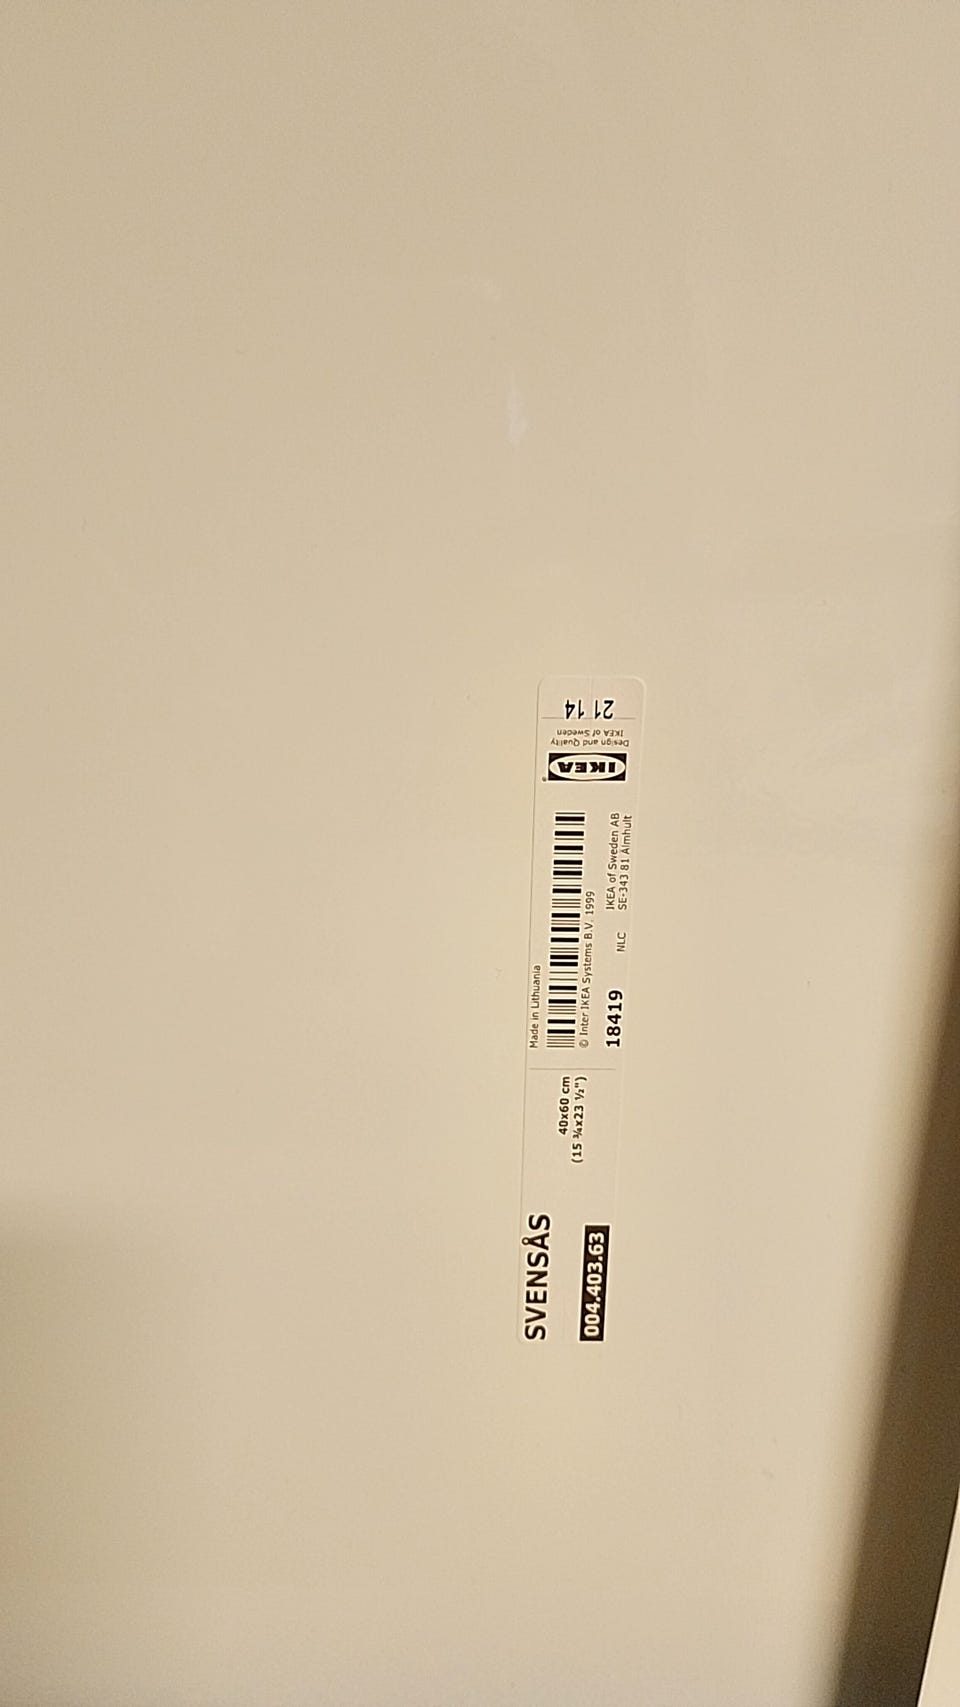 SVENSÅS
004.403.63
40x60 cm
(15 ¾x23 ½")
Made in Lithuania
© Inter IKEA Systems B.V. 1999
18419
NLC
IKEA of Sweden AB
SE-343 81 Älmhult
IKEA®
Design and Quality
IKEA of Sweden
21 14